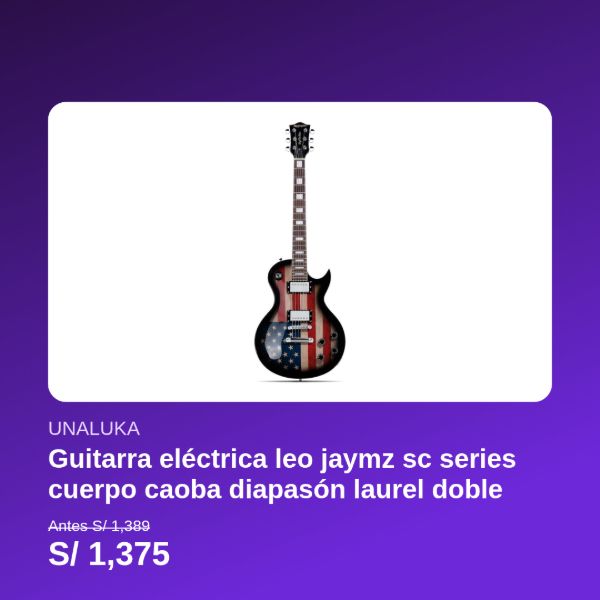 UNALUKA
Guitarra eléctrica leo jaymz sc series
cuerpo caoba diapasón laurel doble
Antes S/ 1,389
S/ 1,375